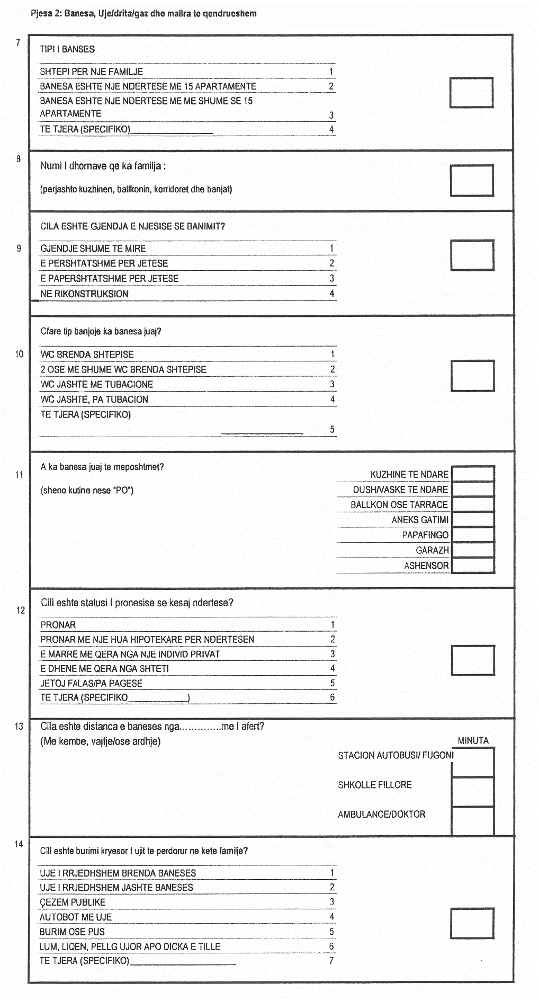 Pjesa 2: Banesa, Uje/drita/gaz dhe mallra te qendrueshem
7
TIPI I BANSES
SHTEPI PER NJE FAMILJE 1
BANESA ESHTE NJE NDERTESE ME 15 APARTAMENTE 2
BANESA ESHTE NJE NDERTESE ME ME SHUME SE 15
APARTAMENTE 3
TE TJERA (SPECIFIKO)________________ 4
8
Numi I dhomave qe ka familja :
(perjashto kuzhinen, ballkonin, korridoret dhe banjat)
CILA ESHTE GJENDJA E NJESISE SE BANIMIT?
9
GJENDJE SHUME TE MIRE 1
E PERSHTATSHME PER JETESE 2
E PAPERSHTATSHME PER JETESE 3
NE RIKONSTRUKSION 4
Cfare tip banjoje ka banesa juaj?
10
WC BRENDA SHTEPISE 1
2 OSE ME SHUME WC BRENDA SHTEPISE 2
WC JASHTE ME TUBACIONE 3
WC JASHTE, PA TUBACION 4
TE TJERA (SPECIFIKO)
________________ 5
11
A ka banesa juaj te meposhtmet?
(sheno kutine nese "PO")
KUZHINE TE NDARE
DUSH/VASKE TE NDARE
BALLKON OSE TARRACE
ANEKS GATIMI
PAPAFINGO
GARAZH
ASHENSOR
12
Cili eshte statusi I pronesise se kesaj ndertese?
PRONAR 1
PRONAR ME NJE HUA HIPOTEKARE PER NDERTESEN 2
E MARRE ME QERA NGA NJE INDIVID PRIVAT 3
E DHENE ME QERA NGA SHTETI 4
JETOJ FALAS/PA PAGESE 5
TE TJERA (SPECIFIKO____________) 6
13
Cila eshte distanca e baneses nga..............me I afert?
(Me kembe, vajtje/ose ardhje)
MINUTA
STACION AUTOBUSI/ FUGONI
SHKOLLE FILLORE
AMBULANCE/DOKTOR
14
Cili eshte burimi kryesor I ujit te perdorur ne kete familje?
UJE I RRJEDHSHEM BRENDA BANESES 1
UJE I RRJEDHSHEM JASHTE BANESES 2
ÇEZEM PUBLIKE 3
AUTOBOT ME UJE 4
BURIM OSE PUS 5
LUM, LIQEN, PELLG UJOR APO DICKA E TILLE 6
TE TJERA (SPECIFIKO)____________________ 7